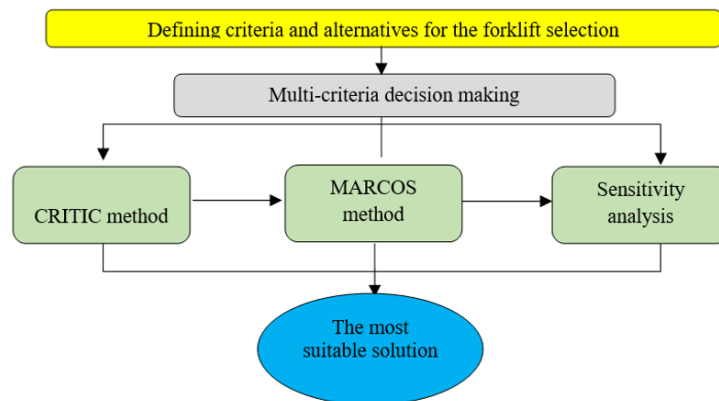 Defining criteria and alternatives for the forklift selection
Multi-criteria decision making
CRITIC method
MARCOS
method
Sensitivity
analysis
The most
suitable solution